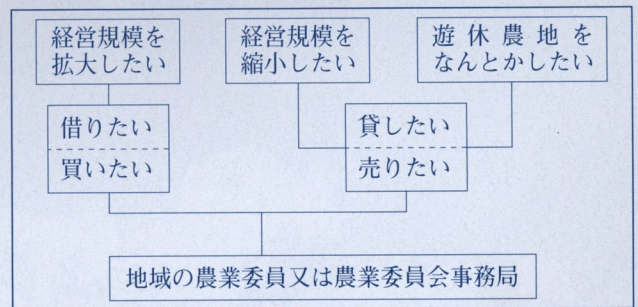 経営規模を
拡大したい
経営規模を
縮小したい
遊休農地を
なんとかしたい
借りたい
買いたい
貸したい
売りたい
地域の農業委員又は農業委員会事務局